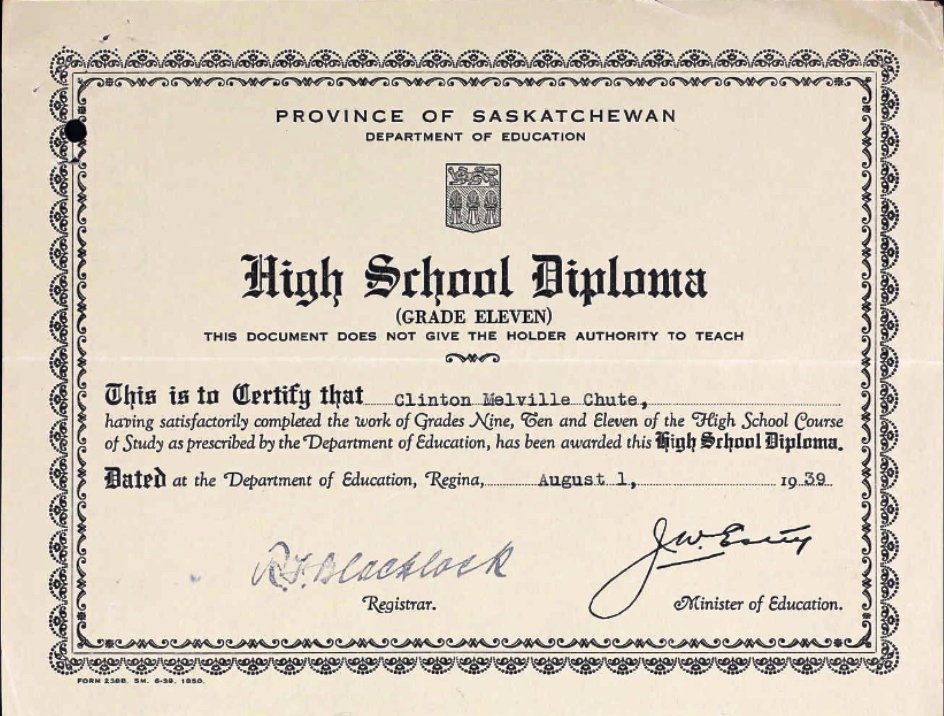 PROVINCE OF SASKATCHEWAN
DEPARTMENT OF EDUCATION
High School Diploma
(GRADE ELEVEN)
THIS DOCUMENT DOES NOT GIVE THE HOLDER AUTHORITY TO TEACH
This is to Certify that Clinton Melville Chute,
having satisfactorily completed the work of Grades Nine, Ten and Eleven of the High School Course
of Study as prescribed by the Department of Education, has been awarded this High School Diploma.
Dated at the Department of Education, Regina, August 1, 1939
R.F. Blacklock J.W. Estey
Registrar. Minister of Education.
FORM 238B. 5M. 6-39. 1850.